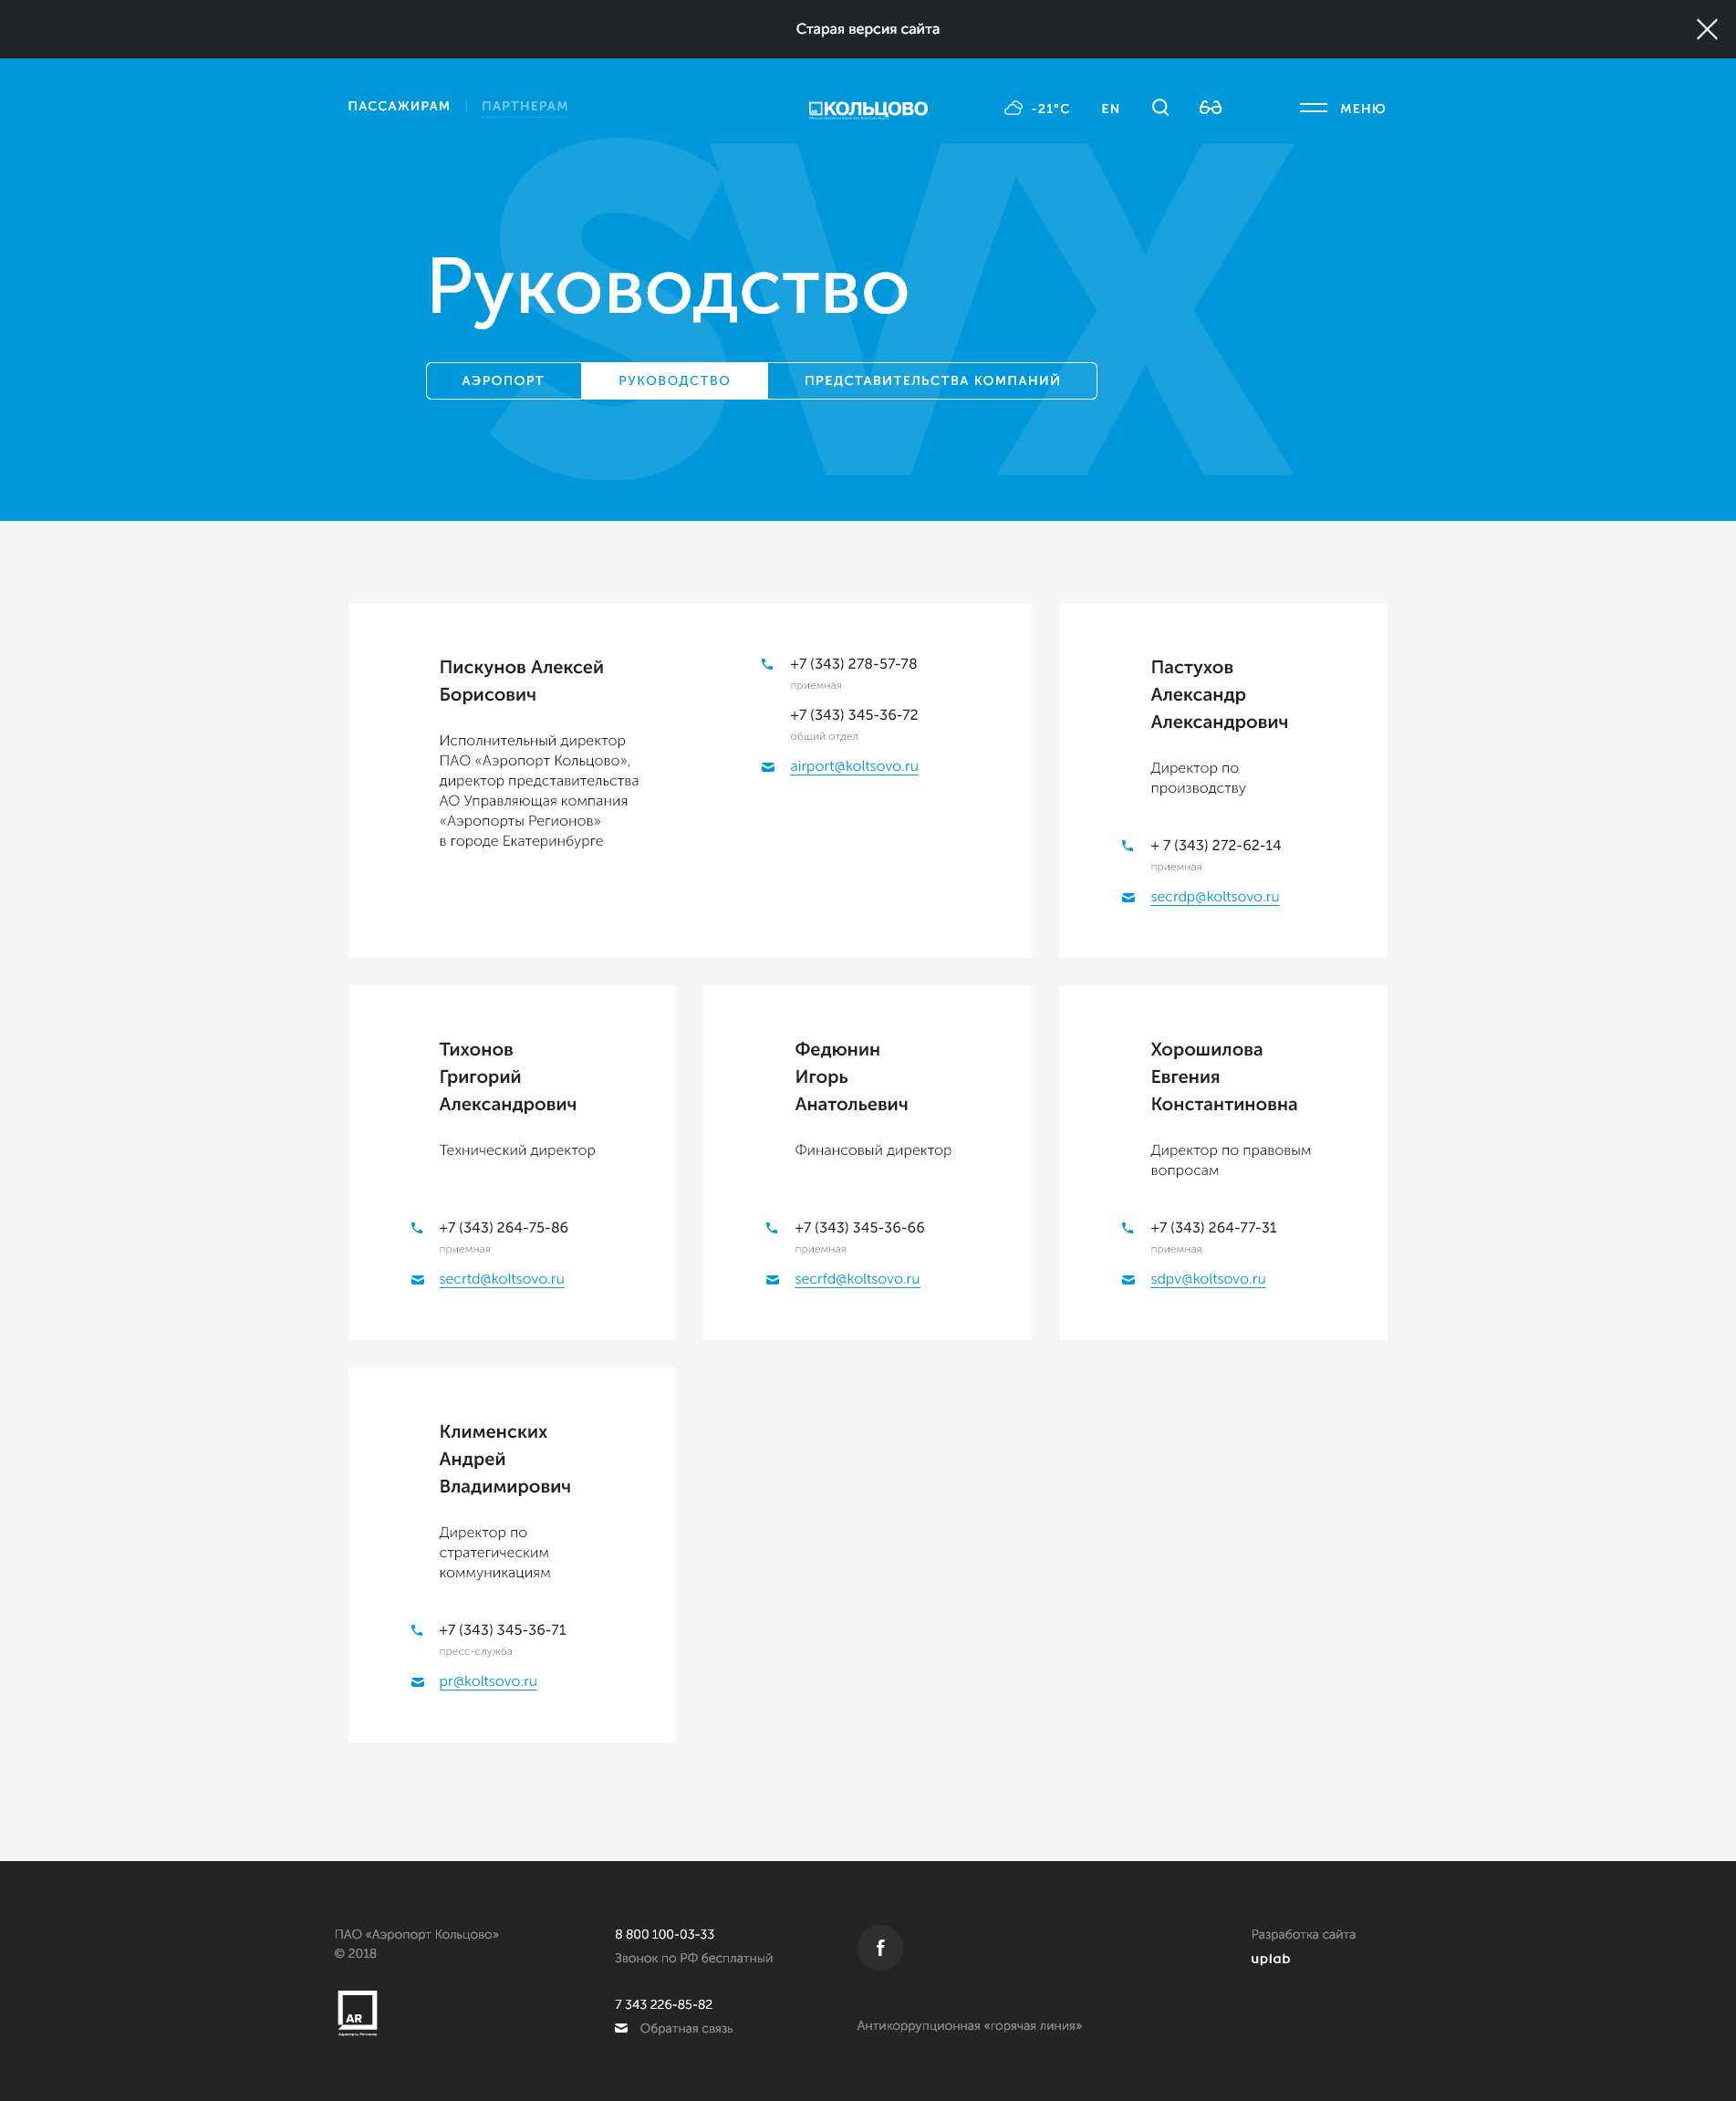 Старая версия сайта
ПАССАЖИРАМ
ПАРТНЕРАМ
КОЛЬЦОВО
-21°C
EN
МЕНЮ
SVX
Руководство
АЭРОПОРТ
РУКОВОДСТВО
ПРЕДСТАВИТЕЛЬСТВА КОМПАНИЙ
Пискунов Алексей
Борисович
Исполнительный директор
ПАО «Аэропорт Кольцово»,
директор представительства
АО Управляющая компания
«Аэропорты Регионов»
в городе Екатеринбурге
+7 (343) 278-57-78
приемная
+7 (343) 345-36-72
общий отдел
airport@koltsovo.ru
Пастухов
Александр
Александрович
Директор по
производству
+ 7 (343) 272-62-14
приемная
secrdp@koltsovo.ru
Тихонов
Григорий
Александрович
Технический директор
+7 (343) 264-75-86
приемная
secrtd@koltsovo.ru
Федюнин
Игорь
Анатольевич
Финансовый директор
+7 (343) 345-36-66
приемная
secrfd@koltsovo.ru
Хорошилова
Евгения
Константиновна
Директор по правовым
вопросам
+7 (343) 264-77-31
приемная
sdpv@koltsovo.ru
Клименских
Андрей
Владимирович
Директор по
стратегическим
коммуникациям
+7 (343) 345-36-71
пресс-служба
pr@koltsovo.ru
ПАО «Аэропорт Кольцово»
© 2018
AR
Аэропорты Регионов
8 800 100-03-33
Звонок по РФ бесплатный
7 343 226-85-82
Обратная связь
f
Антикоррупционная «горячая линия»
Разработка сайта
uplab